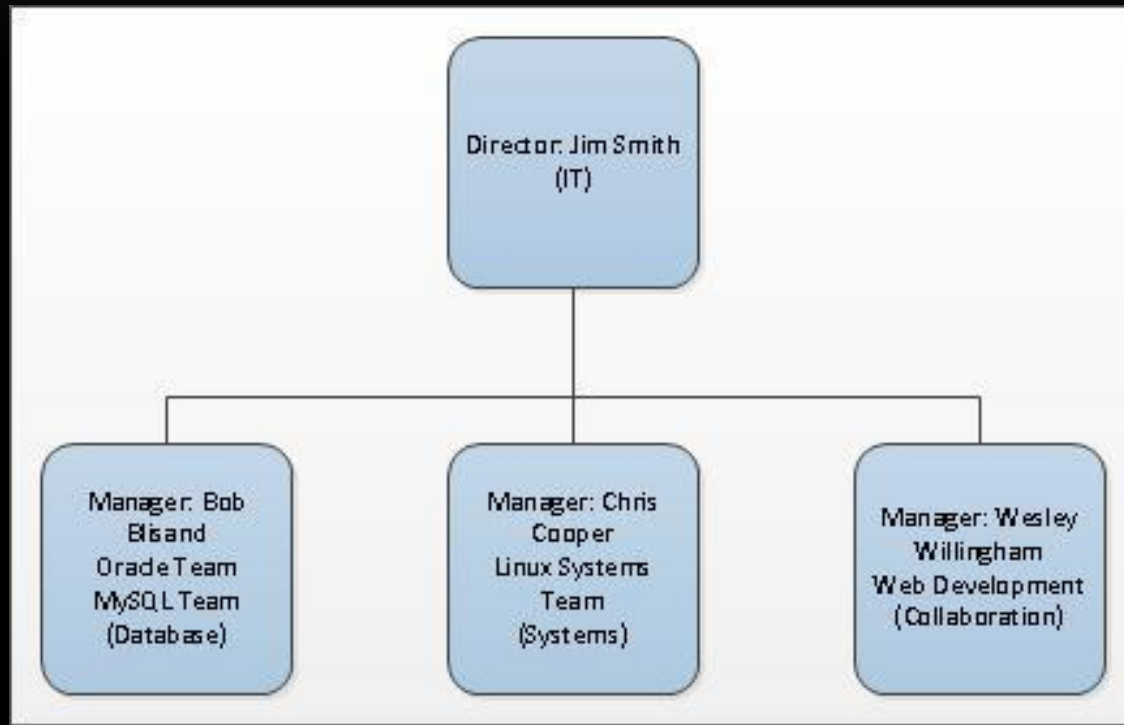 Director: Jim Smith
(IT)
Manager: Bob
Blisand
Oracle Team
MySQL Team
(Database)
Manager: Chris
Cooper
Linux Systems
Team
(Systems)
Manager: Wesley
Willingham
Web Development
(Collaboration)